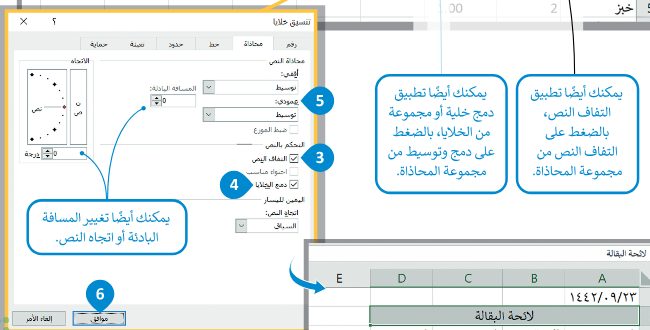 خبز
2
1.00
تنسيق خلايا
؟
رقم
محاذاة
خط
حدود
تعبئة
حماية
محاذاة النص
أفقي:
توسيط
المسافة البادئة:
0
عمودي:
توسيط
ضبط الموزع
التحكم بالنص
التفاف النص
احتواء مناسب
دمج الخلايا
اليمين لليسار
اتجاه النص:
السياق
الاتجاه
ن
ص
نص
0
درجة
موافق
إلغاء الأمر
3
4
5
6
يمكنك أيضًا تغيير المسافة
البادئة أو اتجاه النص.
يمكنك أيضًا تطبيق
التفاف النص،
بالضغط على
التفاف النص من
مجموعة المحاذاة.
يمكنك أيضًا تطبيق
دمج خلية أو مجموعة
من الخلايا، بالضغط
على دمج وتوسيط من
مجموعة المحاذاة.
لائحة البقالة
A
B
C
D
E
١٤٤٢/٠٩/٢٣
لائحة البقالة